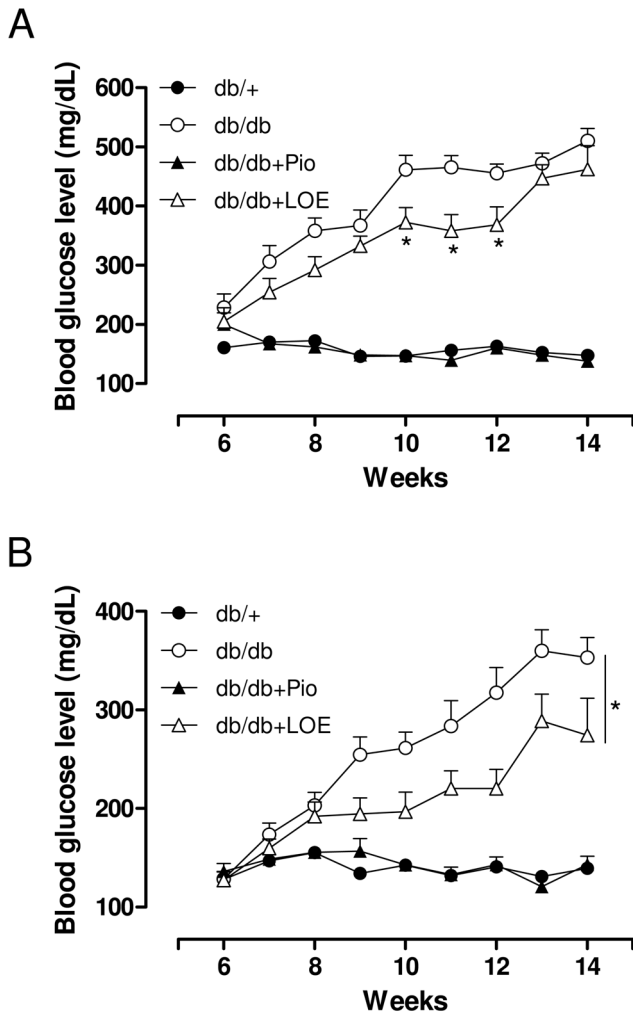 A
Blood glucose level (mg/dL)
600
500
400
300
200
100
db/+
db/db
db/db+Pio
db/db+LOE
* * *
6 8 10 12 14
Weeks
B
Blood glucose level (mg/dL)
400
300
200
100
db/+
db/db
db/db+Pio
db/db+LOE
*
6 8 10 12 14
Weeks